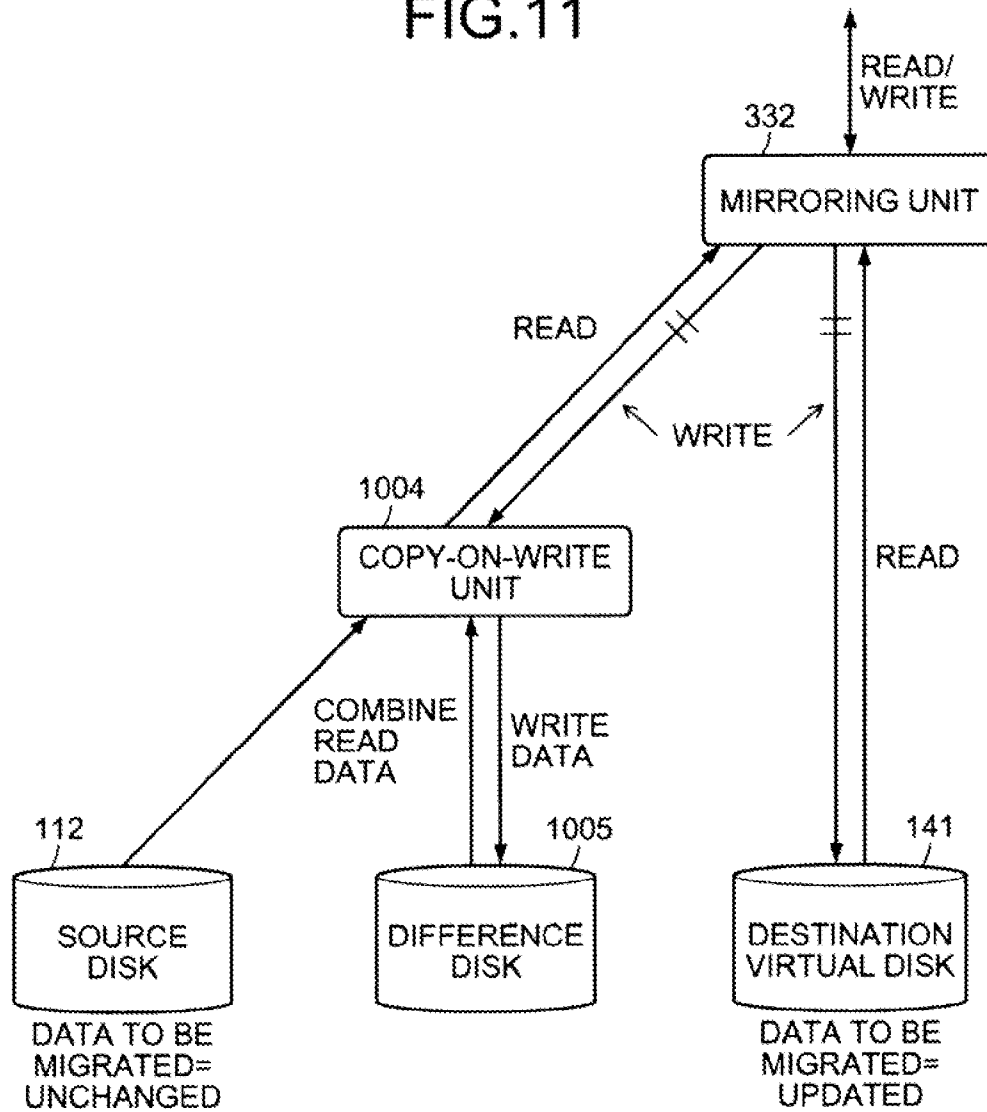 FIG.11
READ/
WRITE
332
MIRRORING UNIT
READ
WRITE
1004
COPY-ON-WRITE
UNIT
READ
COMBINE
READ
DATA
WRITE
DATA
112
1005
141
SOURCE
DISK
DIFFERENCE
DISK
DESTINATION
VIRTUAL DISK
DATA TO BE
MIGRATED=
UNCHANGED
DATA TO BE
MIGRATED=
UPDATED